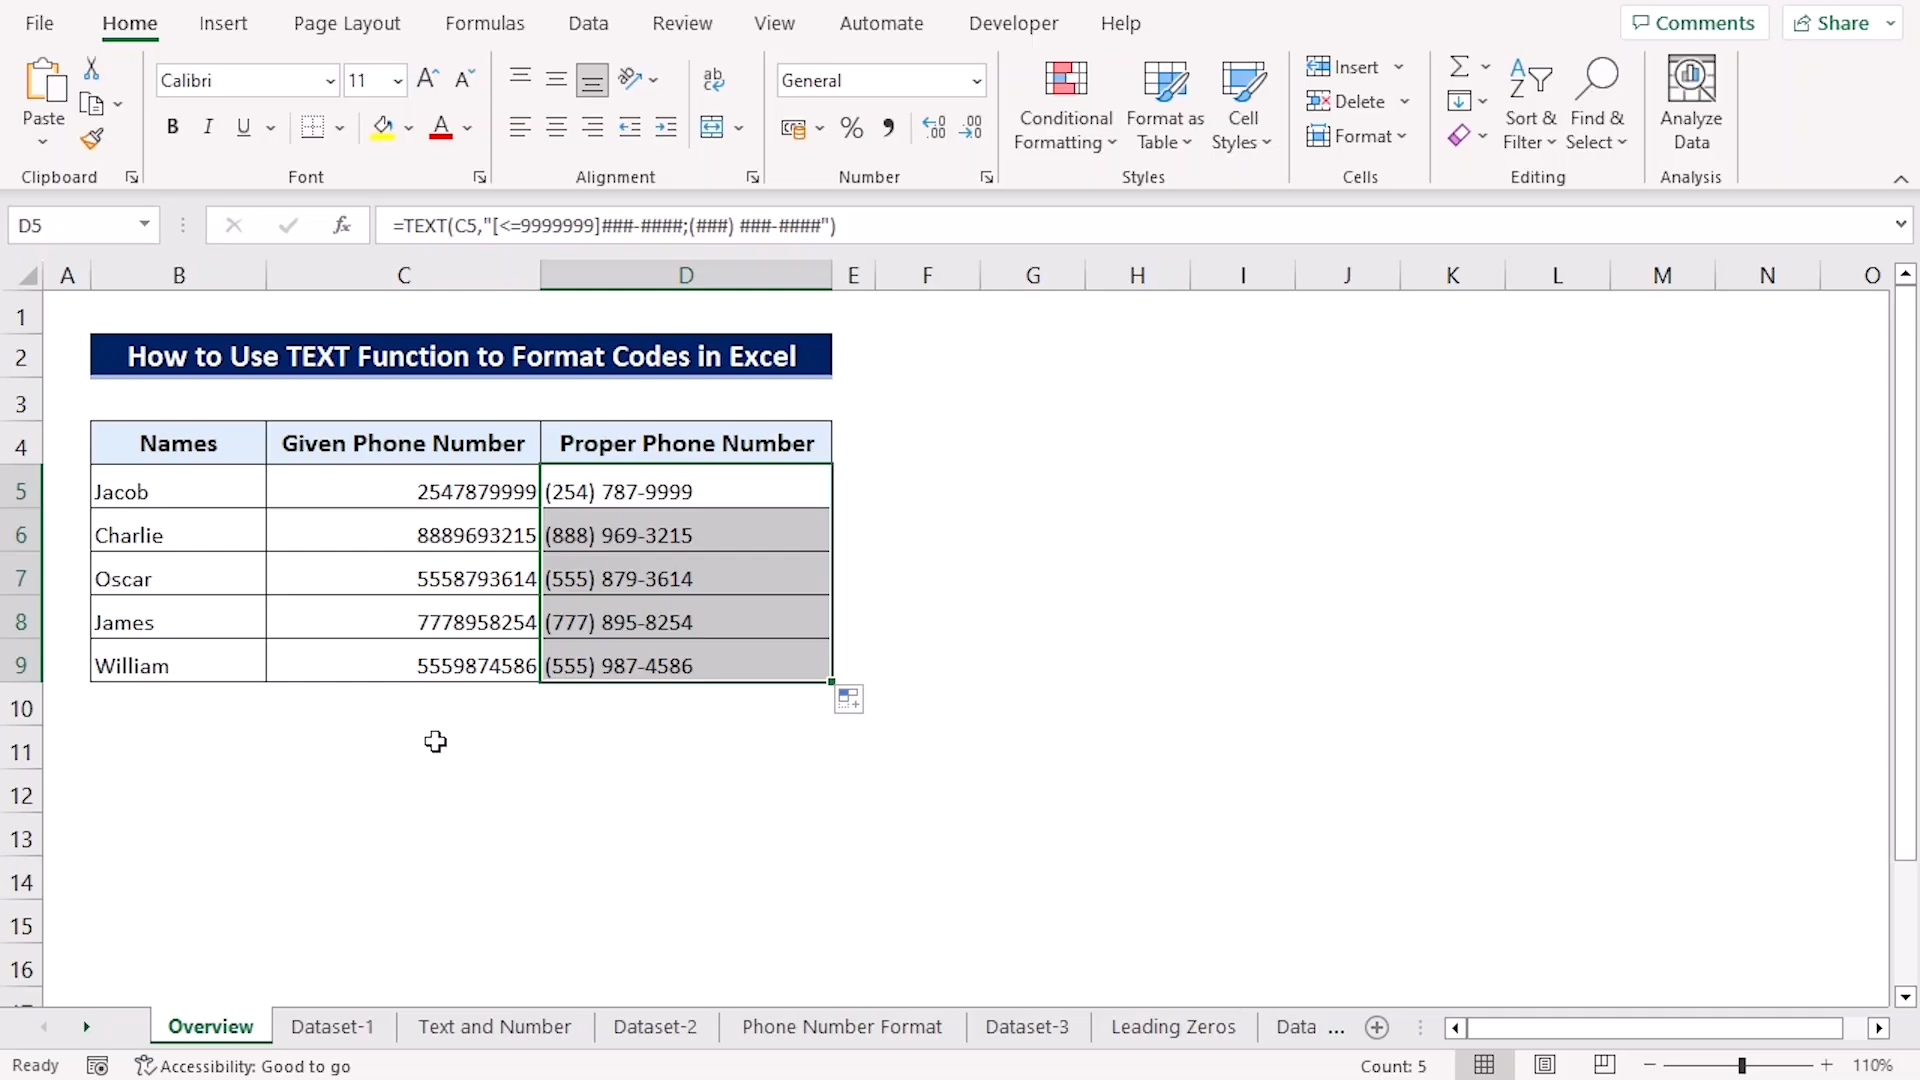 File Home Insert Page Layout Formulas Data Review View Automate Developer Help Comments Share
Calibri 11 General
Paste
B I U A
ab
Conditional Formatting
Format as Table
Cell Styles
Insert
Delete
Format
Sort & Filter
Find & Select
Analyze Data
Clipboard Font Alignment Number Styles Cells Editing Analysis
D5 fx =TEXT(C5,"[<=9999999]###-####;(###) ###-####")
A B C D E F G H I J K L M N O
1
2 How to Use TEXT Function to Format Codes in Excel
3
4 Names Given Phone Number Proper Phone Number
5 Jacob 2547879999 (254) 787-9999
6 Charlie 8889693215 (888) 969-3215
7 Oscar 5558793614 (555) 879-3614
8 James 7778958254 (777) 895-8254
9 William 5559874586 (555) 987-4586
10
11
12
13
14
15
16
Overview Dataset-1 Text and Number Dataset-2 Phone Number Format Dataset-3 Leading Zeros Data ...
Ready Accessibility: Good to go Count: 5 110%